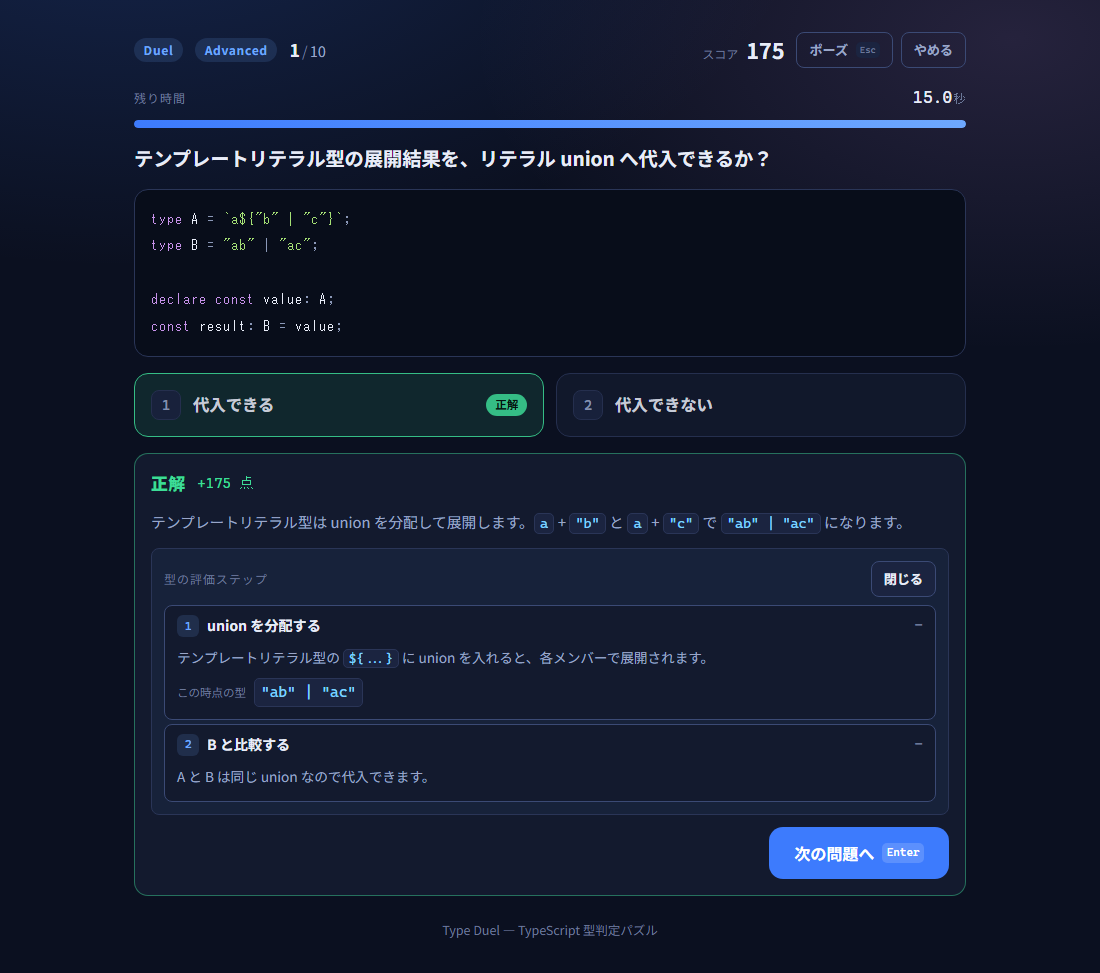 Duel Advanced 1 / 10 スコア 175 ポーズ Esc やめる
残り時間 15.0秒
テンプレートリテラル型の展開結果を、リテラル union へ代入できるか？
type A = `a${"b" | "c"}`;
type B = "ab" | "ac";
declare const value: A;
const result: B = value;
1 代入できる 正解
2 代入できない
正解 +175 点
テンプレートリテラル型は union を分配して展開します。 a + "b" と a + "c" で "ab" | "ac" になります。
型の評価ステップ 閉じる
1 union を分配する −
テンプレートリテラル型の ${...} に union を入れると、各メンバーで展開されます。
この時点の型 "ab" | "ac"
2 B と比較する −
A と B は同じ union なので代入できます。
次の問題へ Enter
Type Duel — TypeScript 型判定パズル